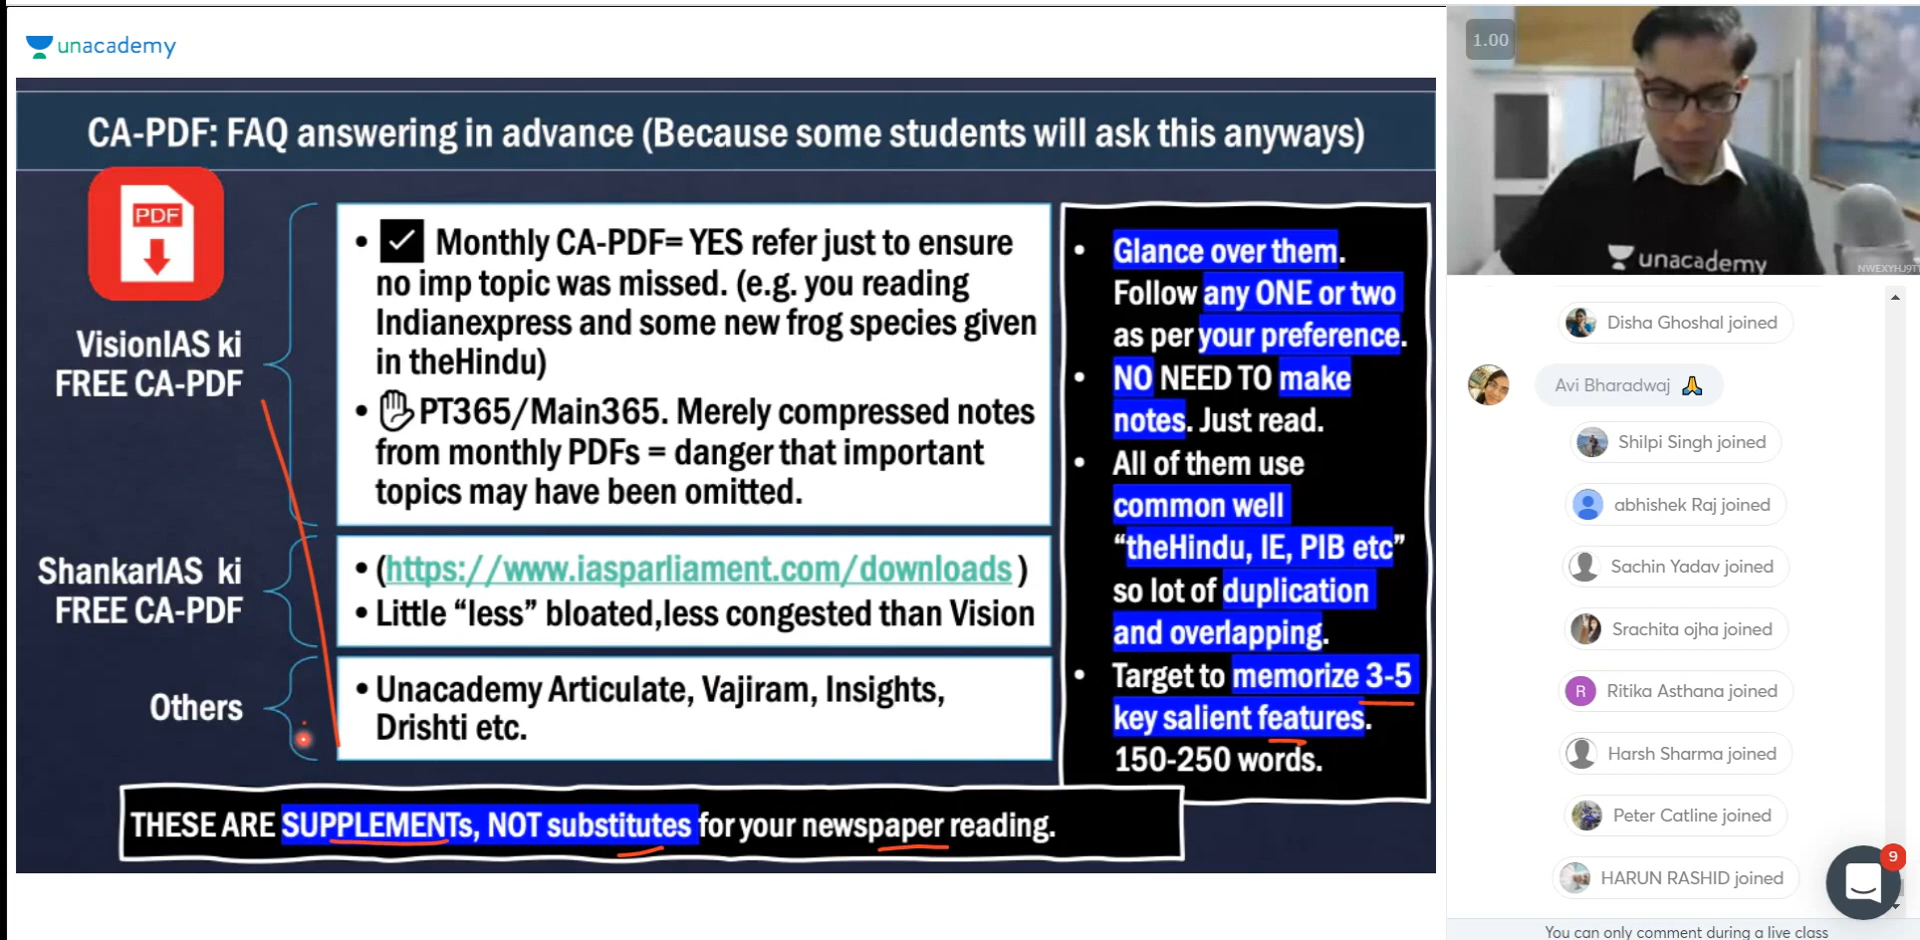 unacademy
CA-PDF: FAQ answering in advance (Because some students will ask this anyways)
PDF
VisionIAS ki
FREE CA-PDF
• Monthly CA-PDF= YES refer just to ensure
no imp topic was missed. (e.g. you reading
Indianexpress and some new frog species given
in theHindu)
• PT365/Main365. Merely compressed notes
from monthly PDFs = danger that important
topics may have been omitted.
ShankarIAS ki
FREE CA-PDF
• (https://www.iasparliament.com/downloads )
• Little “less” bloated,less congested than Vision
Others
• Unacademy Articulate, Vajiram, Insights,
Drishti etc.
• Glance over them.
Follow any ONE or two
as per your preference.
• NO NEED TO make
notes. Just read.
• All of them use
common well
“theHindu, IE, PIB etc”
so lot of duplication
and overlapping.
• Target to memorize 3-5
key salient features.
150-250 words.
THESE ARE SUPPLEMENTs, NOT substitutes for your newspaper reading.
1.00
unacademy
Disha Ghoshal joined
Avi Bharadwaj 🙏
Shilpi Singh joined
abhishek Raj joined
Sachin Yadav joined
Srachita ojha joined
R Ritika Asthana joined
Harsh Sharma joined
Peter Catline joined
HARUN RASHID joined
9
You can only comment during a live class